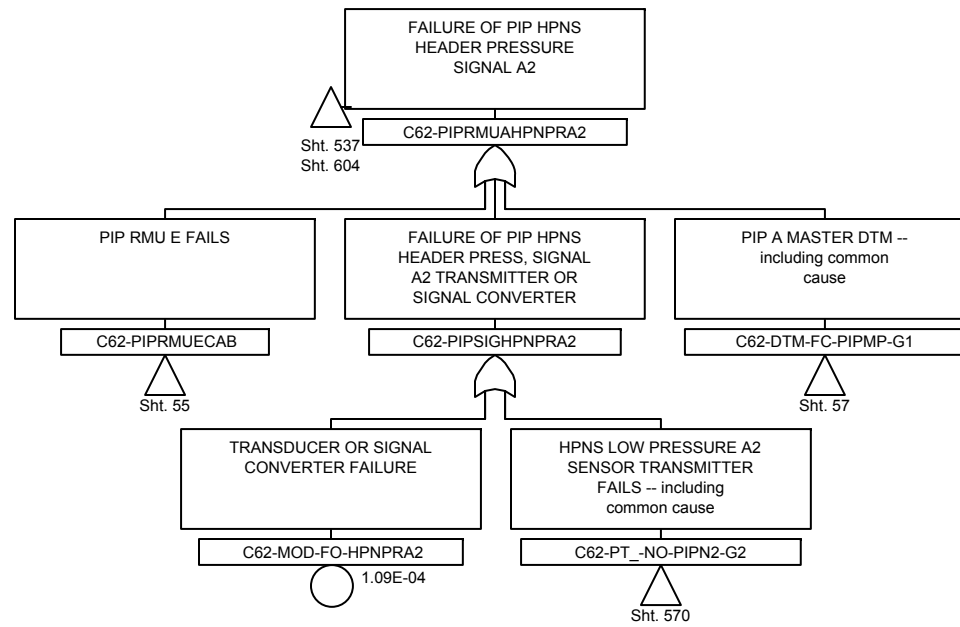 FAILURE OF PIP HPNS
HEADER PRESSURE
SIGNAL A2
C62-PIPRMUAHPNPRA2
Sht. 537
Sht. 604
PIP RMU E FAILS
C62-PIPRMUECAB
Sht. 55
FAILURE OF PIP HPNS
HEADER PRESS, SIGNAL
A2 TRANSMITTER OR
SIGNAL CONVERTER
C62-PIPSIGHPNPRA2
PIP A MASTER DTM --
including common
cause
C62-DTM-FC-PIPMP-G1
Sht. 57
TRANSDUCER OR SIGNAL
CONVERTER FAILURE
C62-MOD-FO-HPNPRA2
1.09E-04
HPNS LOW PRESSURE A2
SENSOR TRANSMITTER
FAILS -- including
common cause
C62-PT_-NO-PIPN2-G2
Sht. 570